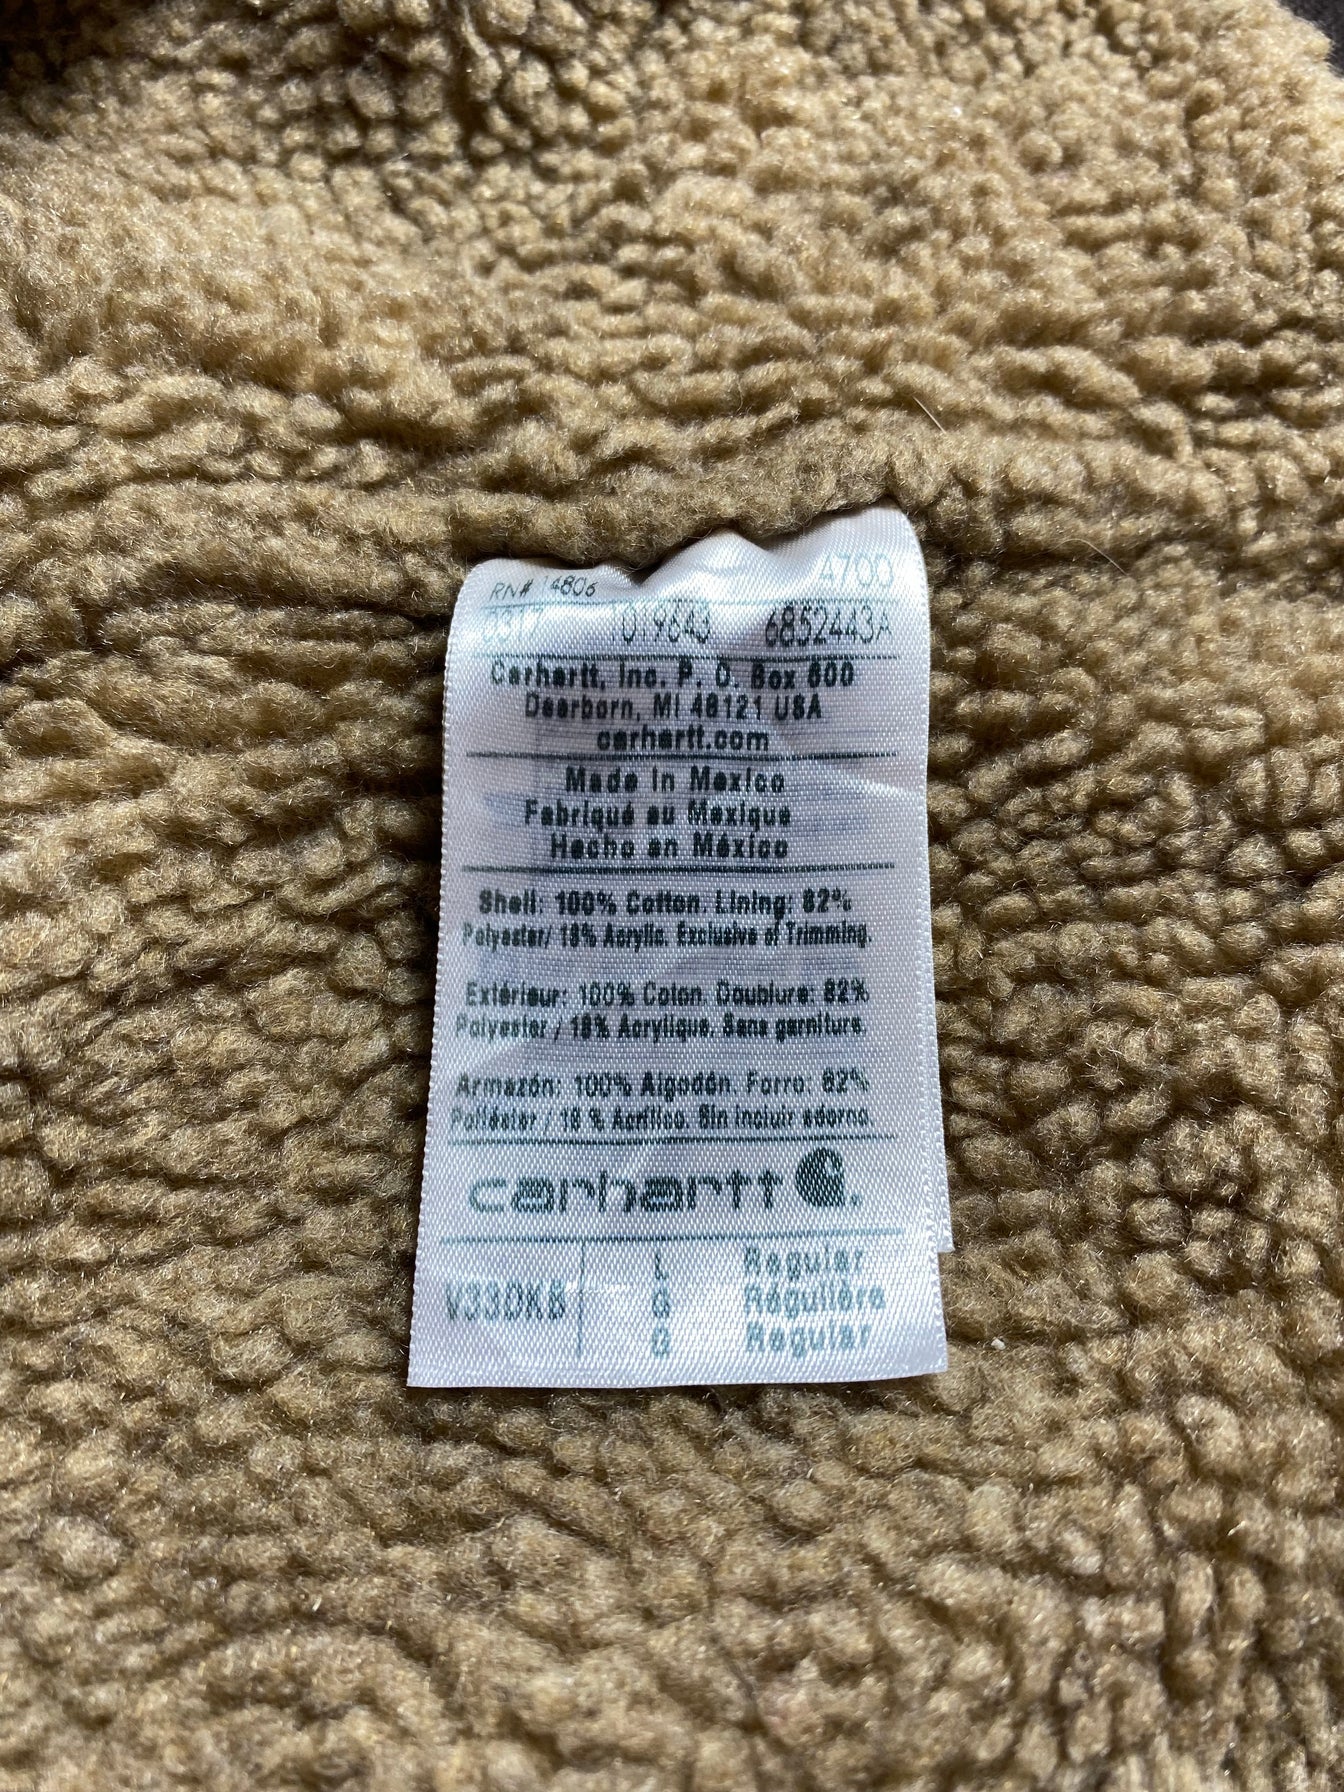 4700
RN# 14806
0317 1019643 6852443A
Carhartt, Inc. P. O. Box 600
Dearborn, MI 48121 USA
carhartt.com
Made in Mexico
Fabriqué au Mexique
Hecho en México
Shell: 100% Cotton. Lining: 82%
Polyester/ 18% Acrylic. Exclusive of Trimming.
Extérieur: 100% Coton. Doublure: 82%
Polyester / 18% Acrylique. Sans garniture.
Armazón: 100% Algodón. Forro: 82%
Poliéster / 18 % Acrílico. Sin incluir adorno.
carhartt
L Regular
V33DKB G Régulière
G Regular